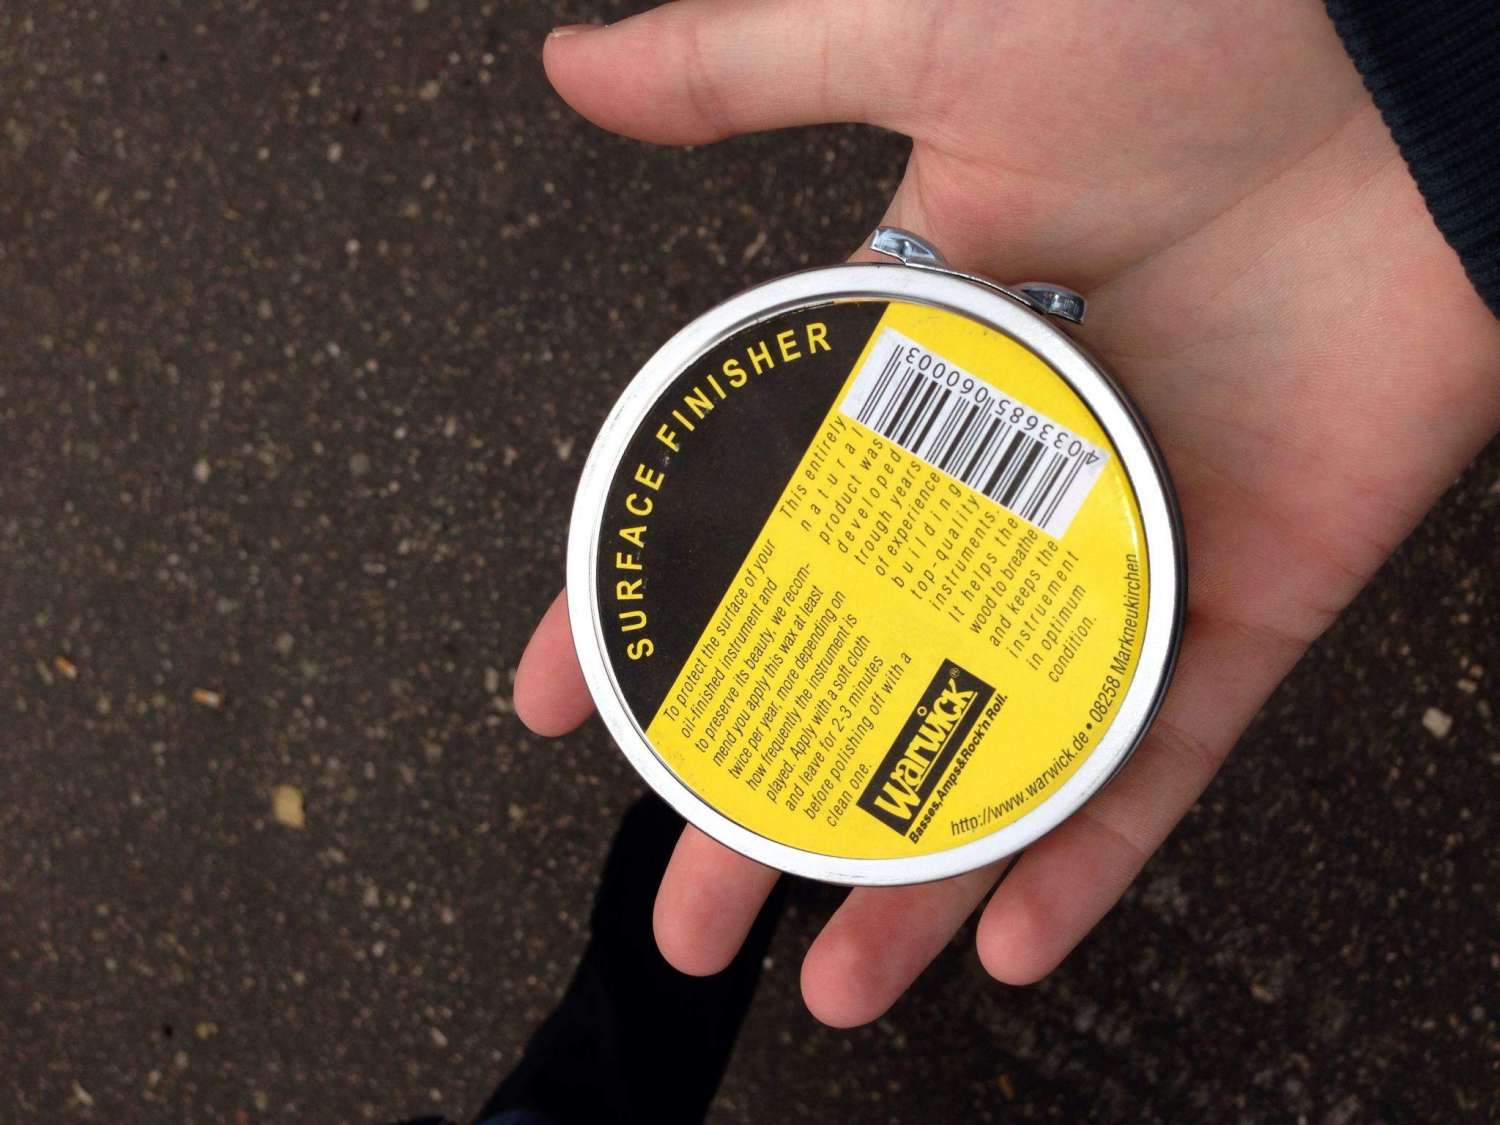 SURFACE FINISHER
To protect the surface of your
oil-finished instrument and
to preserve its beauty, we recom-
mend you apply this wax at least
twice per year, more depending on
how frequently the instrument is
played. Apply with a soft cloth
and leave for 2-3 minutes
before polishing off with a
clean one.
This entirely
natural
product was
developed
trough years
of experience
building
top-quality
instruments.
It helps the
wood to breathe
and keeps the
instruement
in optimum
condition.
4 033685 060003
Warwick®
Basses, Amps & Rock'n Roll.
http://www.warwick.de • 08258 Markneukirchen